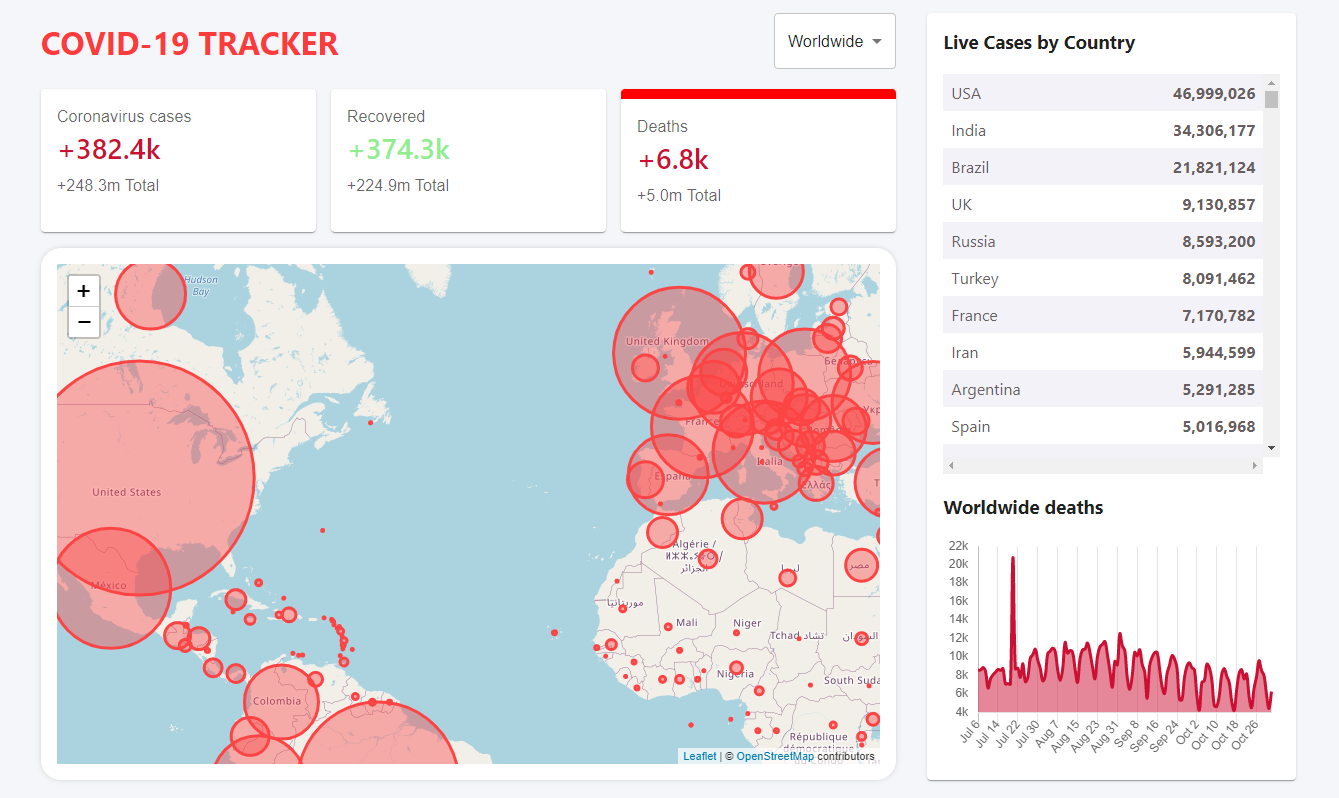 COVID-19 TRACKER
Worldwide
Coronavirus cases
+382.4k
+248.3m Total
Recovered
+374.3k
+224.9m Total
Deaths
+6.8k
+5.0m Total
+
−
Hudson
Bay
United Kingdom
Deutschland
France
Italia
España
Ελλάς
United States
México
Algérie /
الجزائر
ليبيا
مصر
موريتانيا
Mali
Niger
Tchad تشاد
السودان
Nigeria
South Suda
Colombia
République
démocratique
Leaflet | © OpenStreetMap contributors
Live Cases by Country
USA 46,999,026
India 34,306,177
Brazil 21,821,124
UK 9,130,857
Russia 8,593,200
Turkey 8,091,462
France 7,170,782
Iran 5,944,599
Argentina 5,291,285
Spain 5,016,968
Worldwide deaths
22k
20k
18k
16k
14k
12k
10k
8k
6k
4k
Jul 6
Jul 14
Jul 22
Jul 30
Aug 7
Aug 15
Aug 23
Aug 31
Sep 8
Sep 16
Sep 24
Oct 2
Oct 10
Oct 18
Oct 26